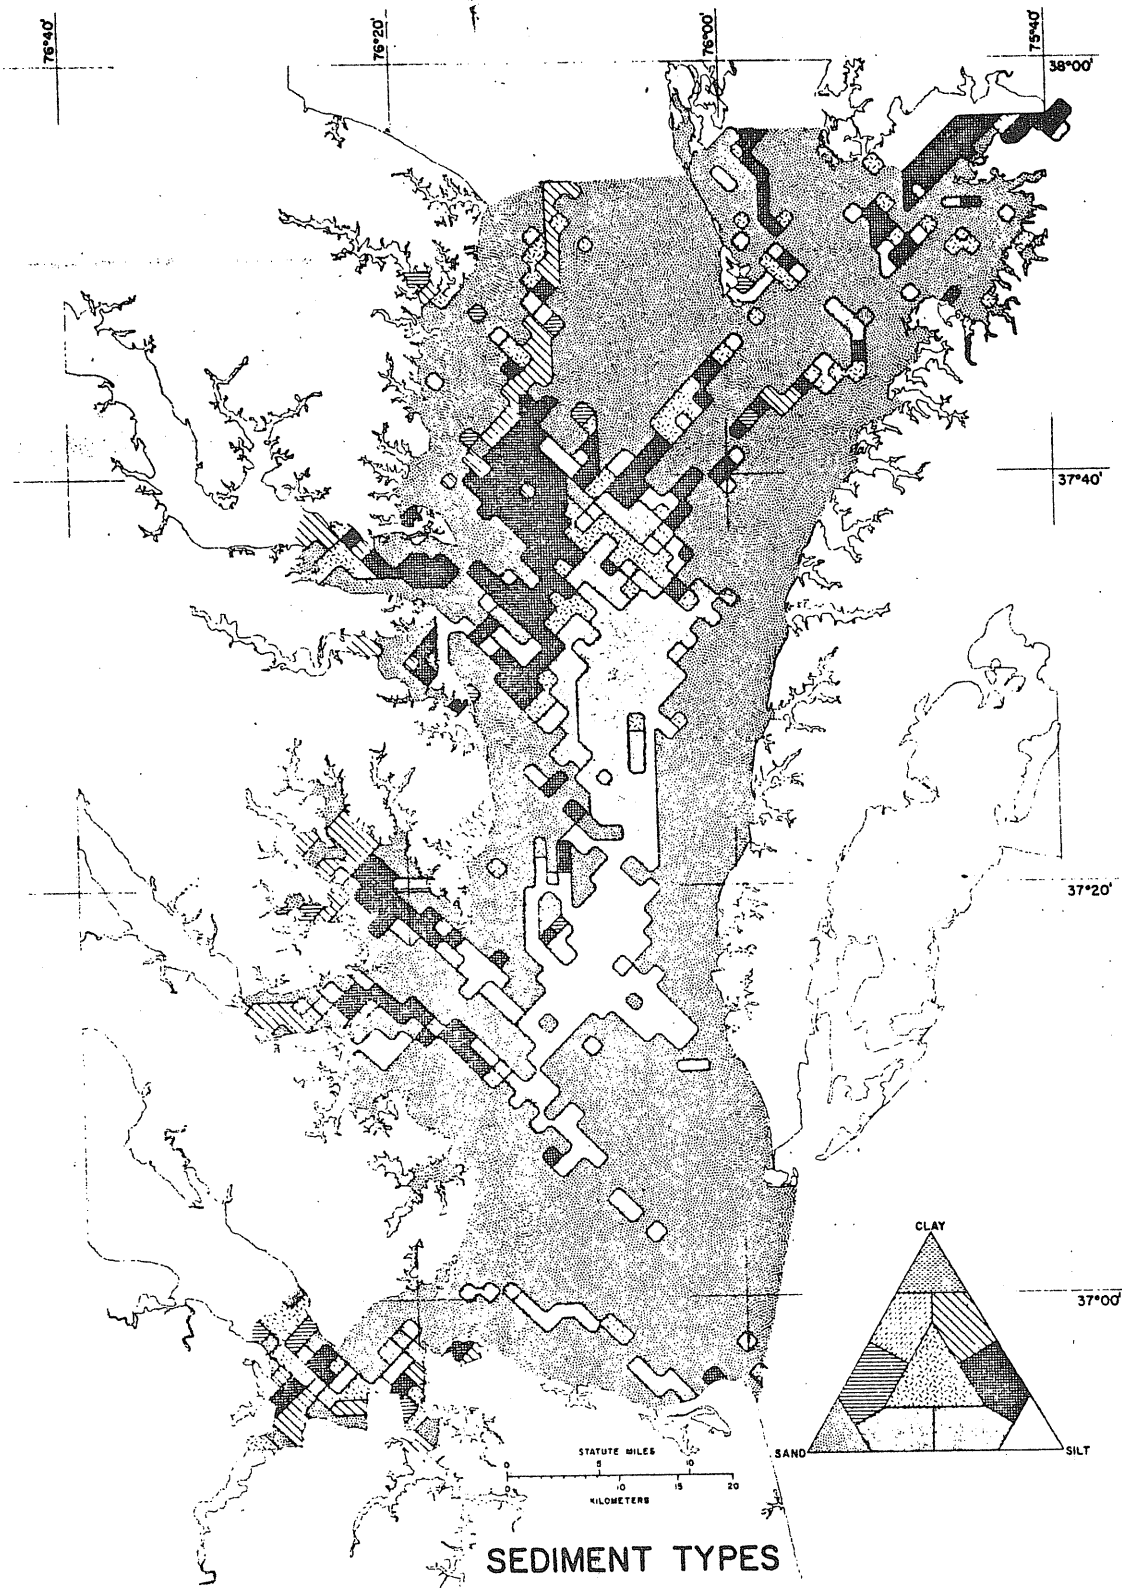 76°40'
76°20'
76°00'
75°40'
38°00'
37°40'
37°20'
CLAY
37°00'
SAND
SILT
STATUTE MILES
0 5 10
0 10 15 20
KILOMETERS
SEDIMENT TYPES